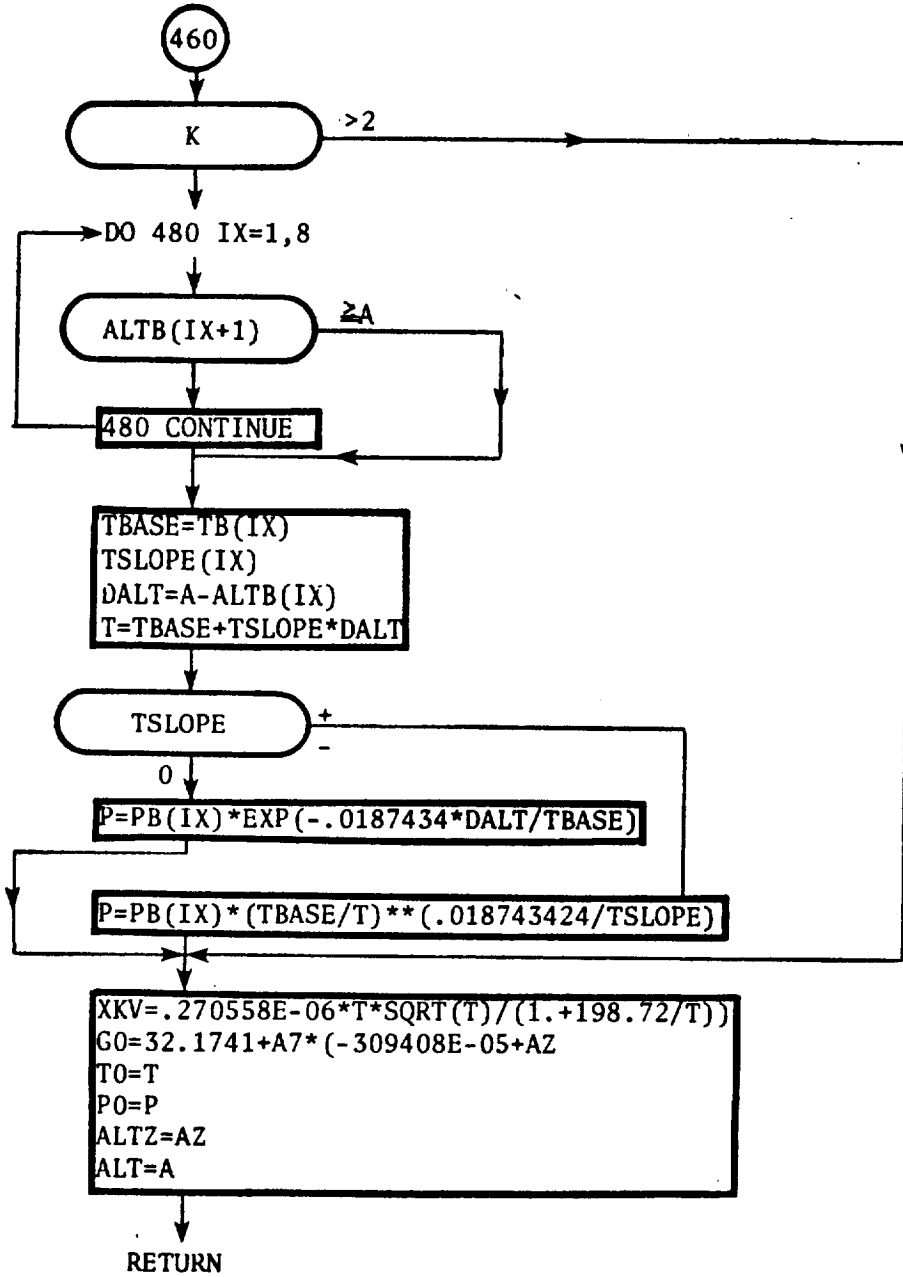 460
K
>2
DO 480 IX=1,8
ALTB(IX+1)
≥A
480 CONTINUE
TBASE=TB(IX)
TSLOPE(IX)
DALT=A-ALTB(IX)
T=TBASE+TSLOPE*DALT
TSLOPE
+
-
0
P=PB(IX)*EXP(-.0187434*DALT/TBASE)
P=PB(IX)*(TBASE/T)**(.018743424/TSLOPE)
XKV=.270558E-06*T*SQRT(T)/(1.+198.72/T))
G0=32.1741+A7*(-309408E-05+AZ
T0=T
P0=P
ALTZ=AZ
ALT=A
RETURN